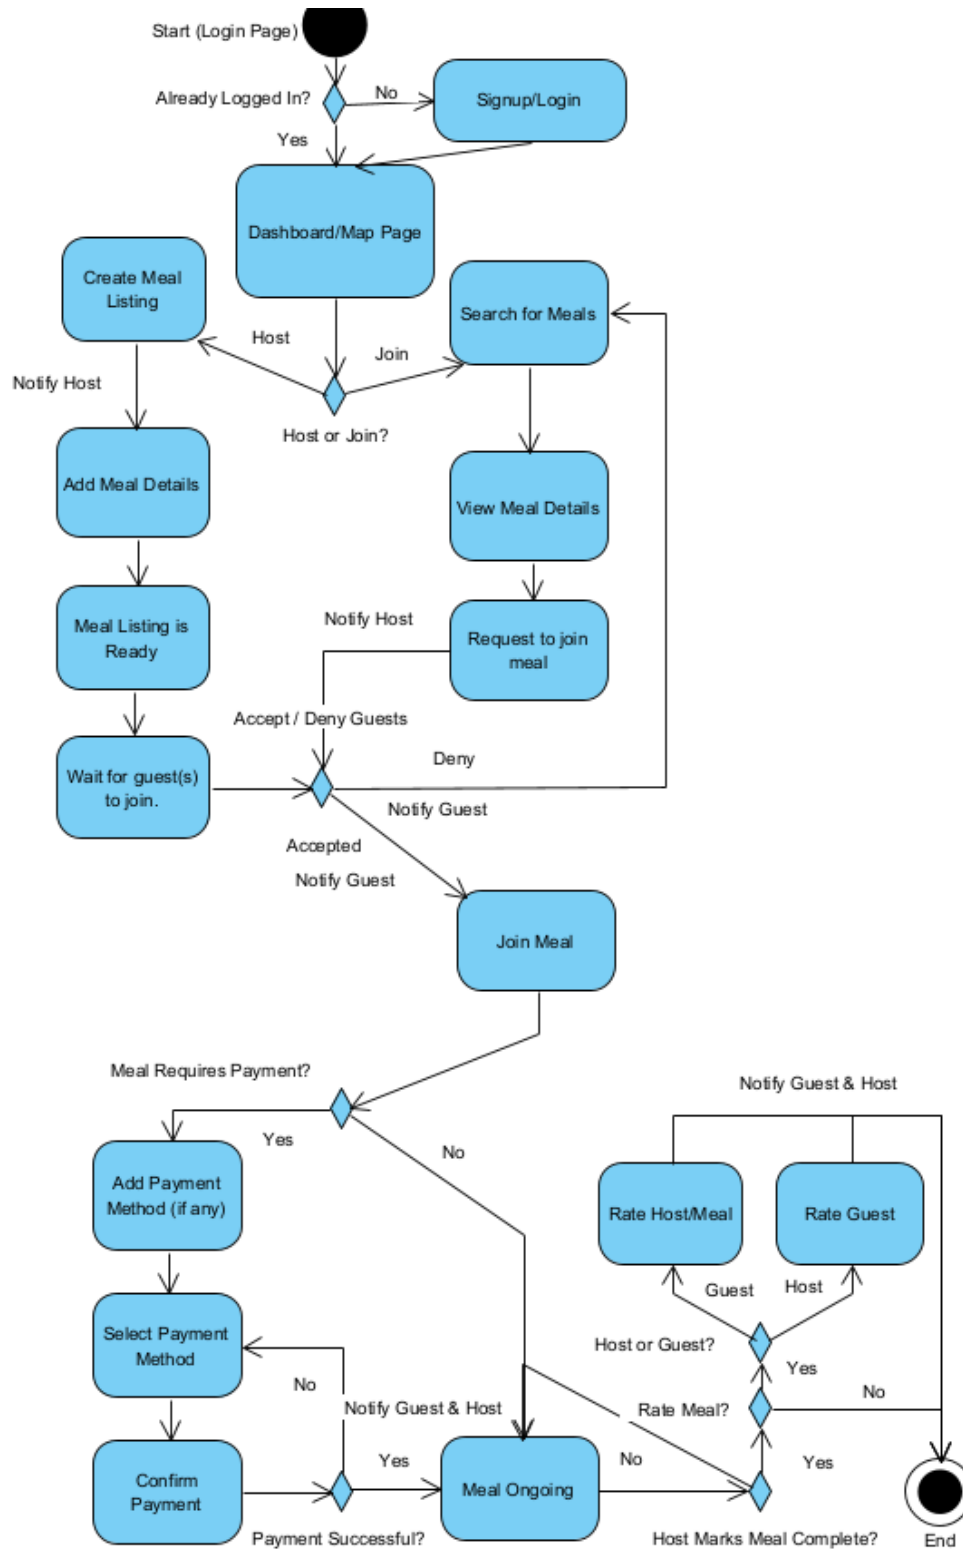 Start (Login Page)
Already Logged In?
No
Signup/Login
Yes
Dashboard/Map Page
Create Meal
Listing
Search for Meals
Host
Join
Notify Host
Host or Join?
Add Meal Details
View Meal Details
Meal Listing is
Ready
Notify Host
Request to join
meal
Accept / Deny Guests
Wait for guest(s)
to join.
Deny
Notify Guest
Accepted
Notify Guest
Join Meal
Meal Requires Payment?
Notify Guest & Host
Yes
No
Add Payment
Method (if any)
Rate Host/Meal
Rate Guest
Guest
Host
Select Payment
Method
Host or Guest?
No
Yes
Notify Guest & Host
Rate Meal?
No
Confirm
Payment
Yes
Meal Ongoing
No
Yes
Payment Successful?
Host Marks Meal Complete?
End